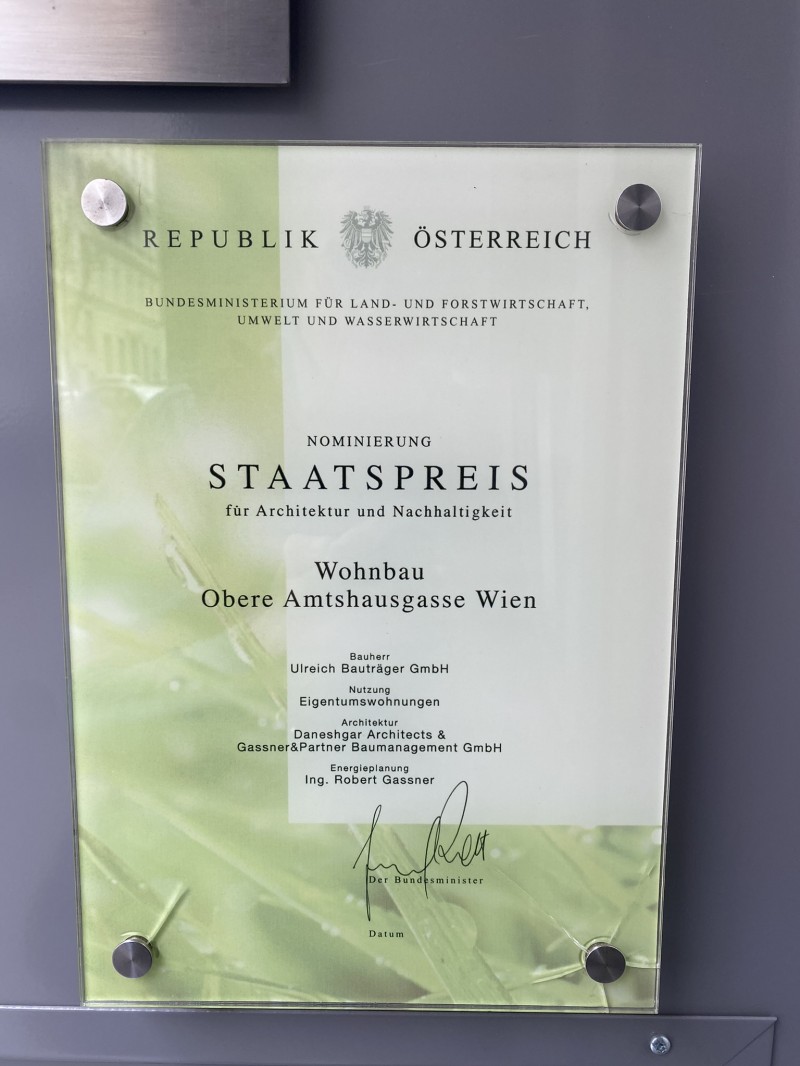 REPUBLIK ÖSTERREICH
BUNDESMINISTERIUM FÜR LAND- UND FORSTWIRTSCHAFT,
UMWELT UND WASSERWIRTSCHAFT
NOMINIERUNG
STAATSPREIS
für Architektur und Nachhaltigkeit
Wohnbau
Obere Amtshausgasse Wien
Bauherr
Ulreich Bauträger GmbH
Nutzung
Eigentumswohnungen
Architektur
Daneshgar Architects &
Gassner&Partner Baumanagement GmbH
Energieplanung
Ing. Robert Gassner
Der Bundesminister
Datum